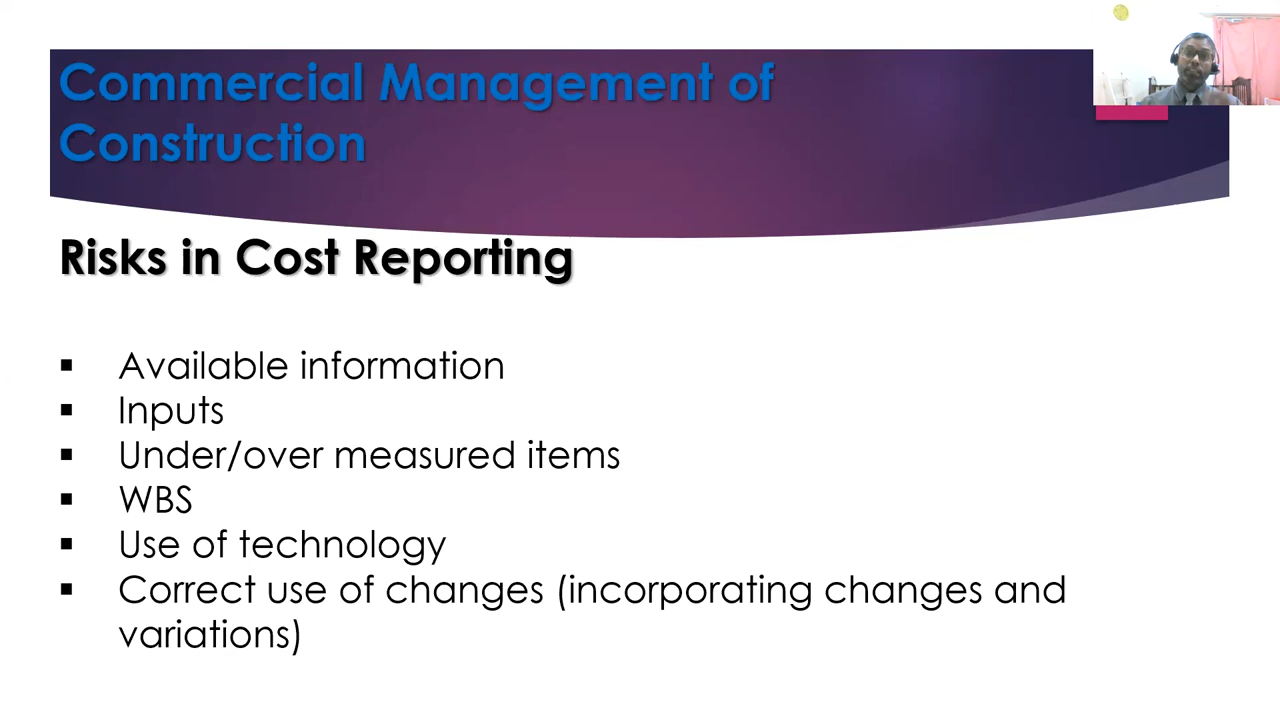 Commercial Management of
Construction
Risks in Cost Reporting
▪ Available information
▪ Inputs
▪ Under/over measured items
▪ WBS
▪ Use of technology
▪ Correct use of changes (incorporating changes and
variations)